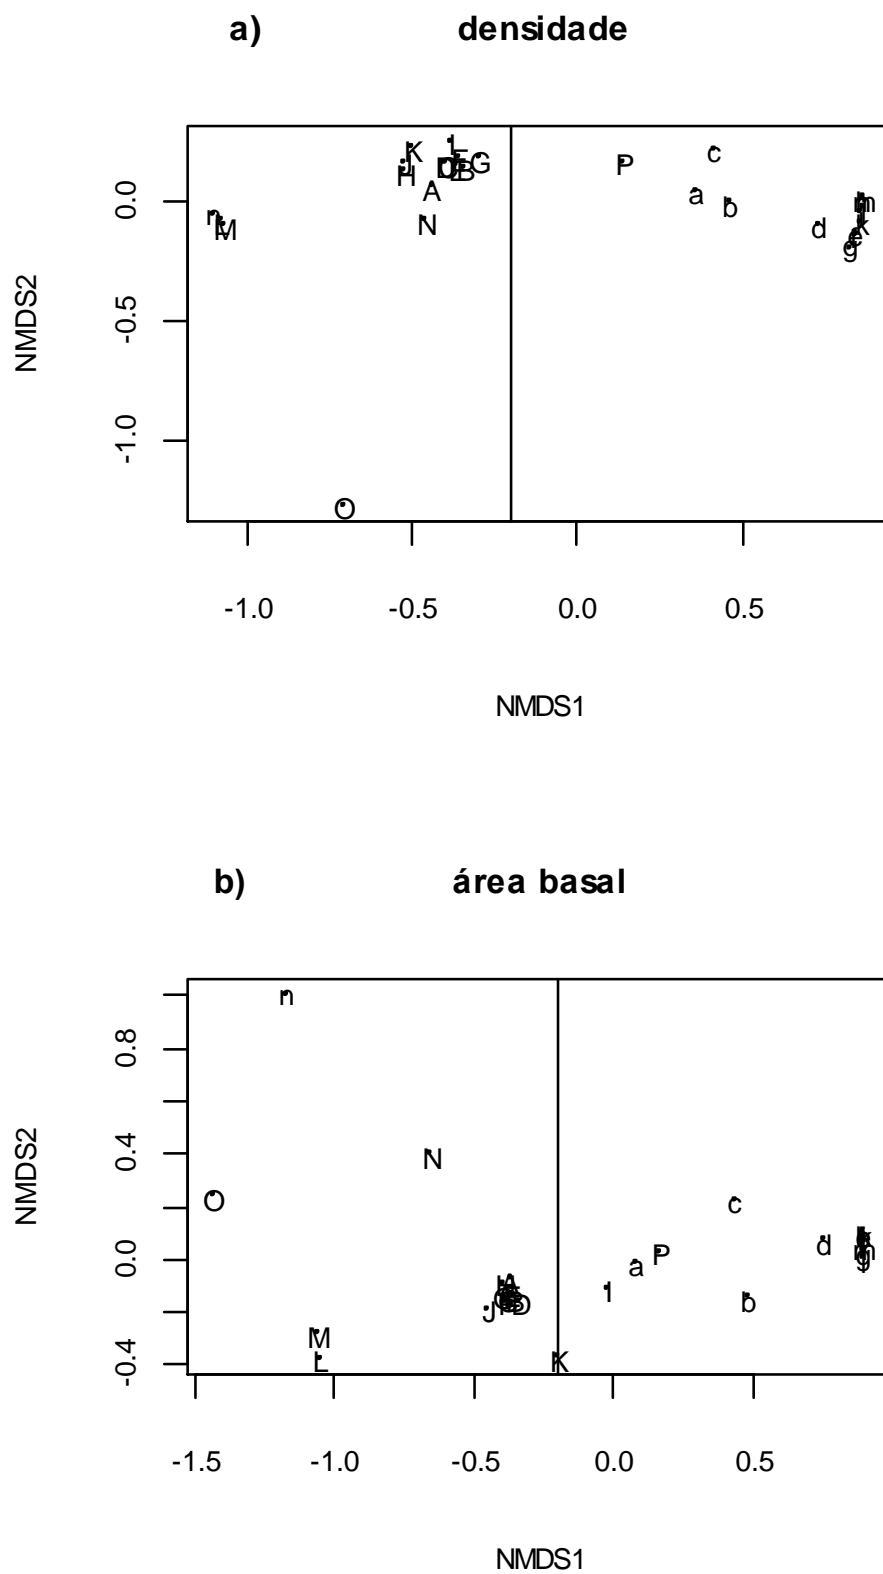 a) densidade
I
K
F
J
G
P
c
H
D
B
A
a
b
m
N
n
L
M
d
k
e
g
0.0
-0.5
-1.0
NMDS2
O
-1.0 -0.5 0.0 0.5
NMDS1
b) área basal
n
0.8
N
0.4
NMDS2
O
c
d
m
P
0.0
a
A
I
b
J
D
M
L
K
-0.4
-1.5 -1.0 -0.5 0.0 0.5
NMDS1